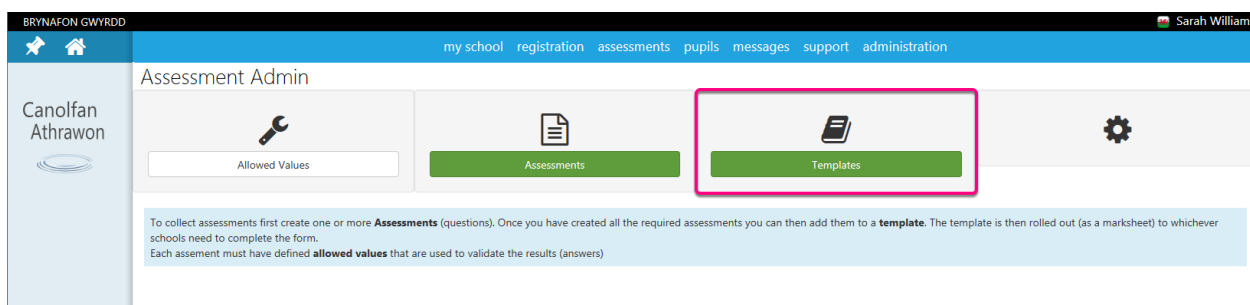 BRYNAFON GWYRDD
Sarah William
my school registration assessments pupils messages support administration
Assessment Admin
Canolfan
Athrawon
Allowed Values
Assessments
Templates
To collect assessments first create one or more Assessments (questions). Once you have created all the required assessments you can then add them to a template. The template is then rolled out (as a marksheet) to whichever
schools need to complete the form.
Each assement must have defined allowed values that are used to validate the results (answers)